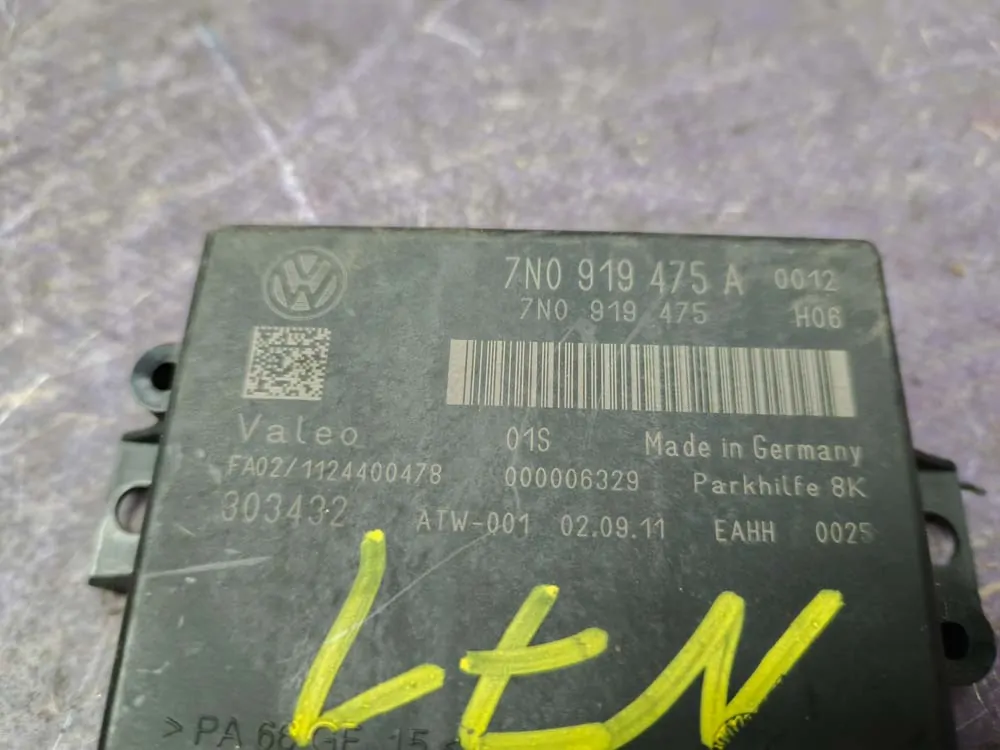 7N0 919 475 A 0012
7N0 919 475 H06
Valeo 01S Made in Germany
FA02/1124400478 000006329 Parkhilfe 8K
303432 ATW-001 02.09.11 EAHH 0025
LEN